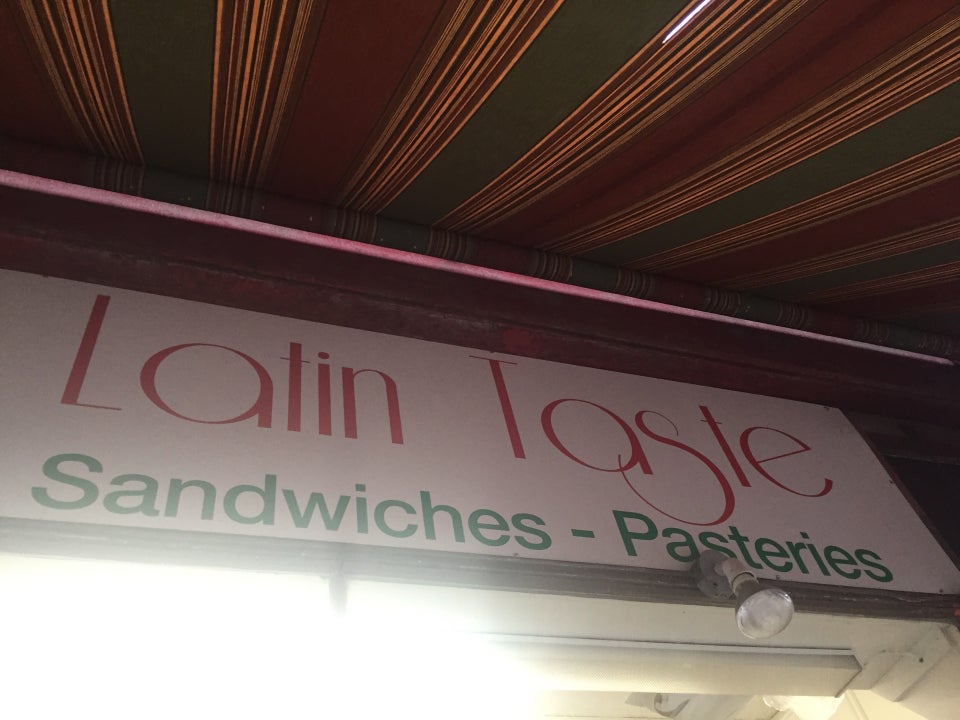 Latin Taste
Sandwiches - Pasteries